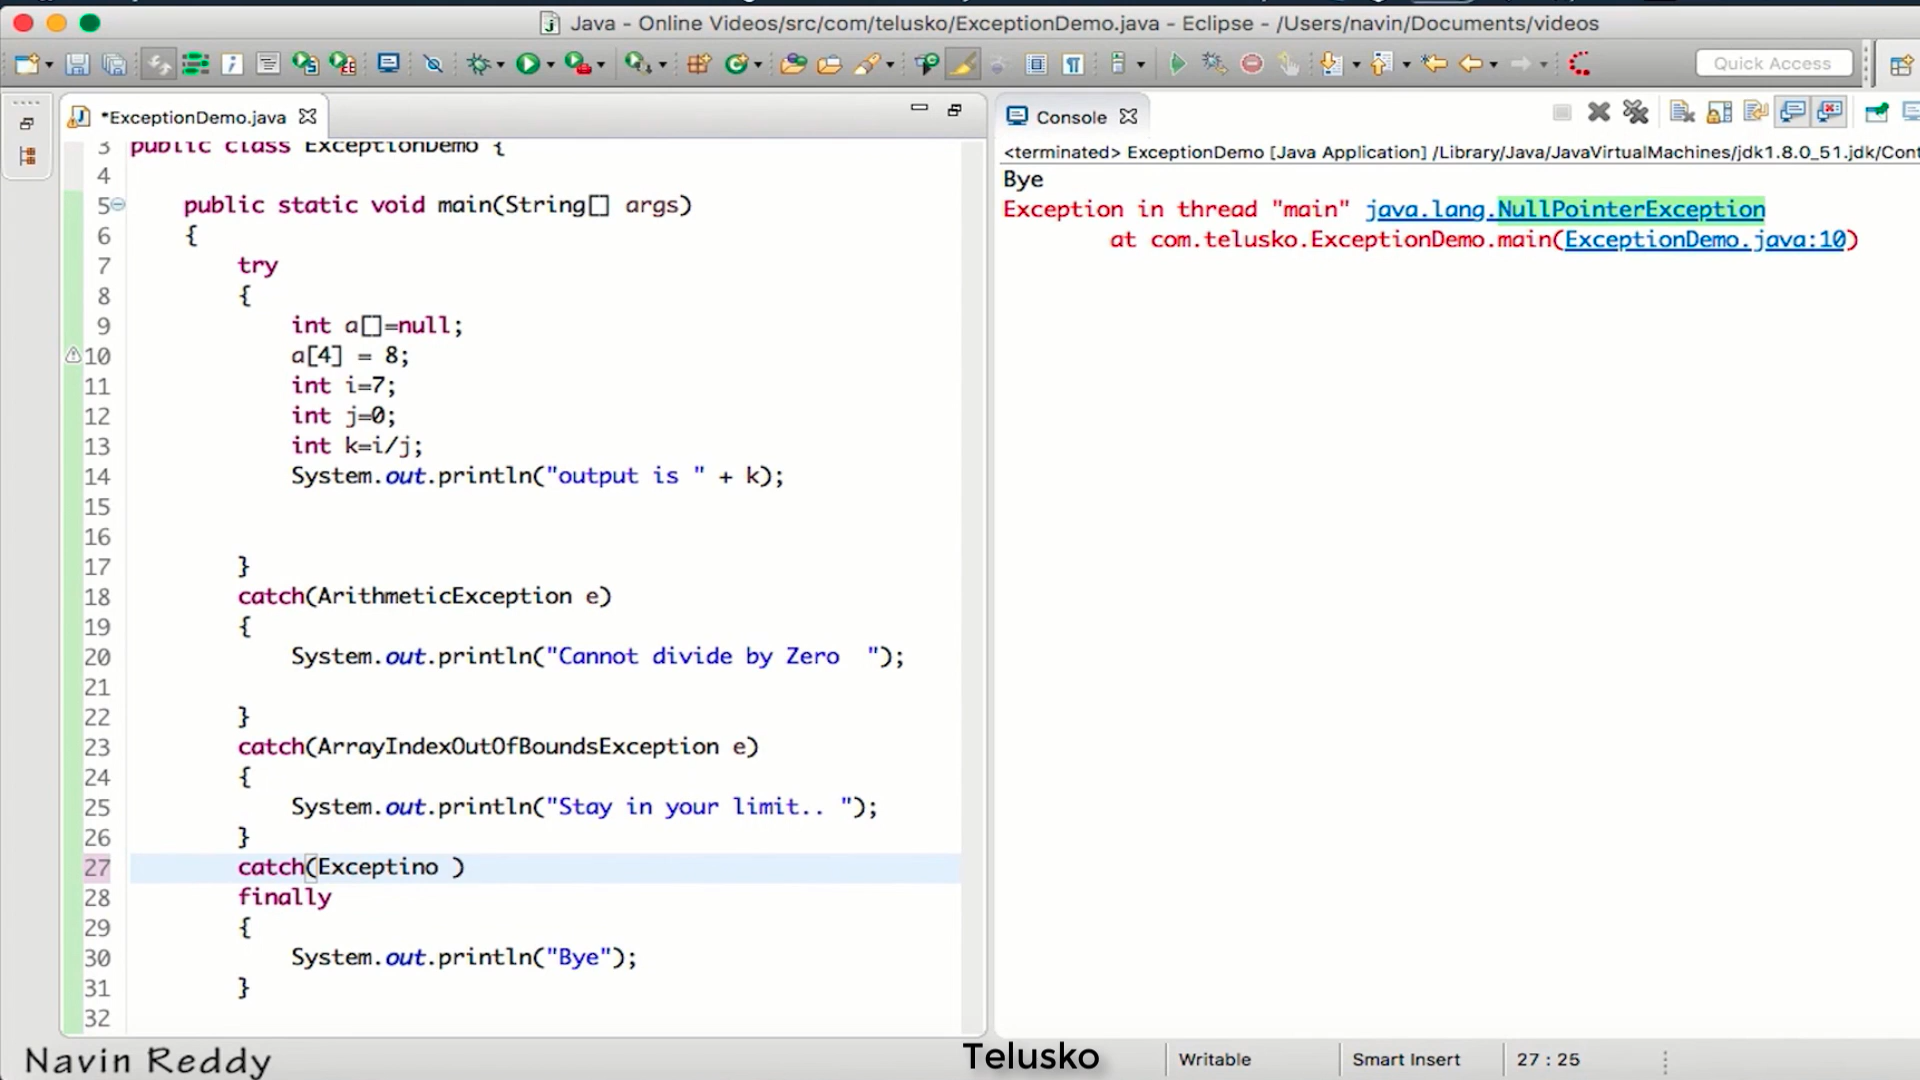 Java - Online Videos/src/com/telusko/ExceptionDemo.java - Eclipse - /Users/navin/Documents/videos
Quick Access
*ExceptionDemo.java
3 public class ExceptionDemo {
4
5 public static void main(String[] args)
6 {
7 try
8 {
9 int a[]=null;
10 a[4] = 8;
11 int i=7;
12 int j=0;
13 int k=i/j;
14 System.out.println("output is " + k);
15
16
17 }
18 catch(ArithmeticException e)
19 {
20 System.out.println("Cannot divide by Zero  ");
21
22 }
23 catch(ArrayIndexOutOfBoundsException e)
24 {
25 System.out.println("Stay in your limit.. ");
26 }
27 catch(Exceptino )
28 finally
29 {
30 System.out.println("Bye");
31 }
32
Console
<terminated> ExceptionDemo [Java Application] /Library/Java/JavaVirtualMachines/jdk1.8.0_51.jdk/Cont
Bye
Exception in thread "main" java.lang.NullPointerException
at com.telusko.ExceptionDemo.main(ExceptionDemo.java:10)
Navin Reddy
Telusko
Writable
Smart Insert
27 : 25